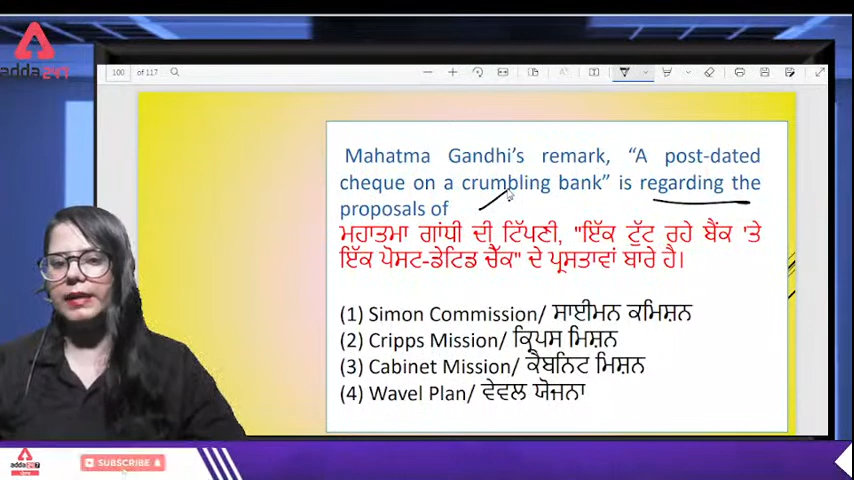 adda247
100 of 117
Mahatma Gandhi's remark, "A post-dated
cheque on a crumbling bank" is regarding the
proposals of
ਮਹਾਤਮਾ ਗਾਂਧੀ ਦੀ ਟਿੱਪਣੀ, "ਇੱਕ ਟੁੱਟ ਰਹੇ ਬੈਂਕ 'ਤੇ
ਇੱਕ ਪੋਸਟ-ਡੇਟਿਡ ਚੈੱਕ" ਦੇ ਪ੍ਰਸਤਾਵਾਂ ਬਾਰੇ ਹੈ।
(1) Simon Commission/ ਸਾਈਮਨ ਕਮਿਸ਼ਨ
(2) Cripps Mission/ ਕ੍ਰਿਪਸ ਮਿਸ਼ਨ
(3) Cabinet Mission/ ਕੈਬਨਿਟ ਮਿਸ਼ਨ
(4) Wavel Plan/ ਵੇਵਲ ਯੋਜਨਾ
adda247
SUBSCRIBE